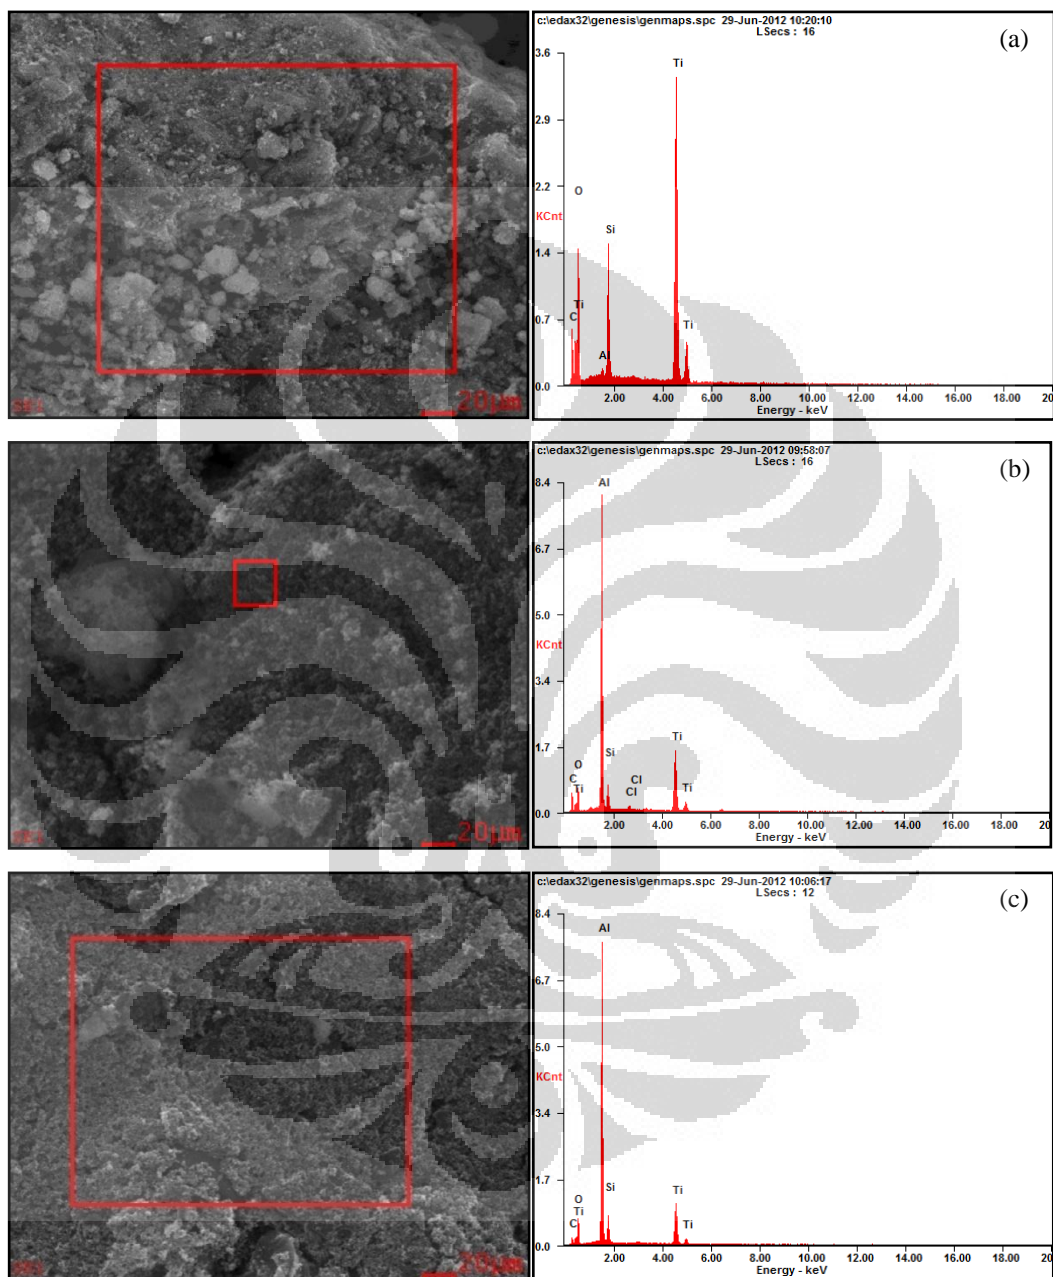 c:\edax32\genesis\genmaps.spc 29-Jun-2012 10:20:10
LSecs : 16
(a)
3.6
Ti
2.9
2.2
O
KCnt
Si
1.4
Ti
0.7
C
Ti
Al
0.0
2.00 4.00 6.00 8.00 10.00 12.00 14.00 16.00 18.00 20
Energy - keV
20µm
c:\edax32\genesis\genmaps.spc 29-Jun-2012 09:58:07
LSecs : 16
(b)
8.4
Al
6.7
5.0
KCnt
3.4
1.7
Ti
Si
O
C
Cl
Ti
Cl
Ti
0.0
2.00 4.00 6.00 8.00 10.00 12.00 14.00 16.00 18.00 20
Energy - keV
20µm
c:\edax32\genesis\genmaps.spc 29-Jun-2012 10:06:17
LSecs : 12
(c)
8.4
Al
6.7
5.0
KCnt
3.4
1.7
Si
Ti
O
Ti
C
Ti
0.0
2.00 4.00 6.00 8.00 10.00 12.00 14.00 16.00 18.00 20
Energy - keV
20µm